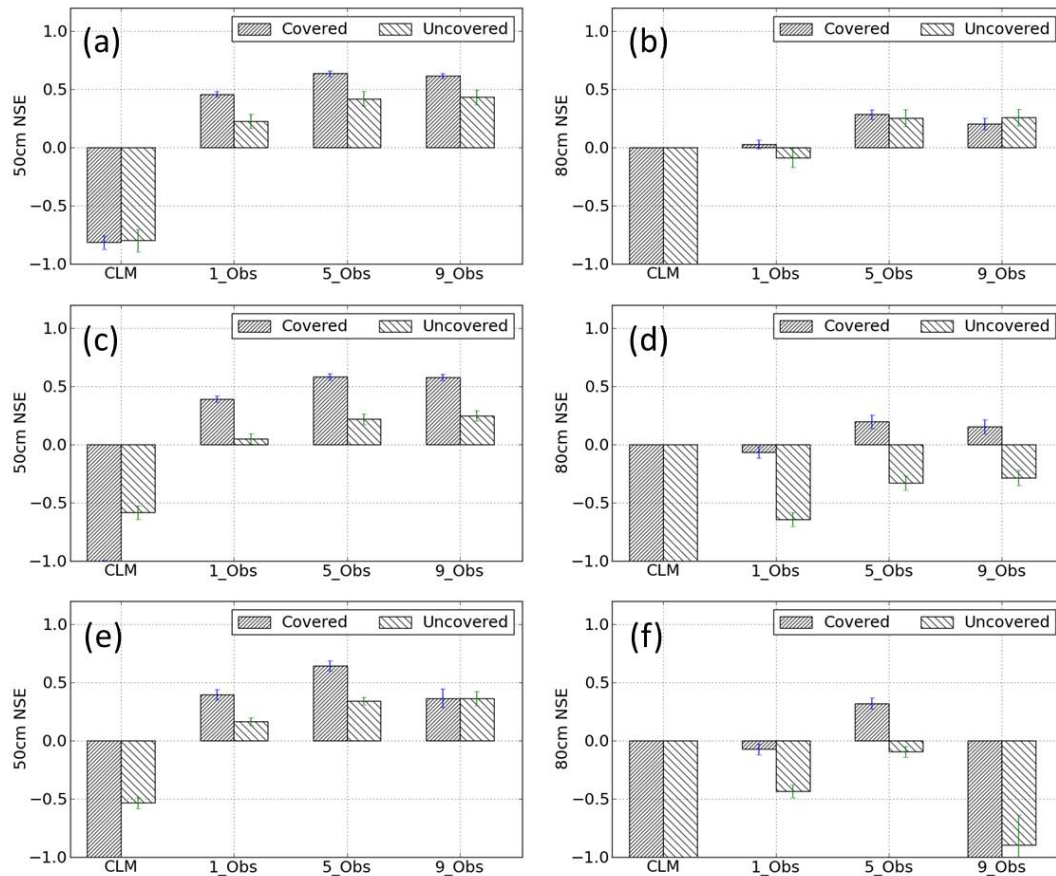 (a)
Covered Uncovered
50cm NSE
1.0
0.5
0.0
−0.5
−1.0
CLM 1_Obs 5_Obs 9_Obs
(b)
Covered Uncovered
80cm NSE
1.0
0.5
0.0
−0.5
−1.0
CLM 1_Obs 5_Obs 9_Obs
(c)
Covered Uncovered
50cm NSE
1.0
0.5
0.0
−0.5
−1.0
CLM 1_Obs 5_Obs 9_Obs
(d)
Covered Uncovered
80cm NSE
1.0
0.5
0.0
−0.5
−1.0
CLM 1_Obs 5_Obs 9_Obs
(e)
Covered Uncovered
50cm NSE
1.0
0.5
0.0
−0.5
−1.0
CLM 1_Obs 5_Obs 9_Obs
(f)
Covered Uncovered
80cm NSE
1.0
0.5
0.0
−0.5
−1.0
CLM 1_Obs 5_Obs 9_Obs